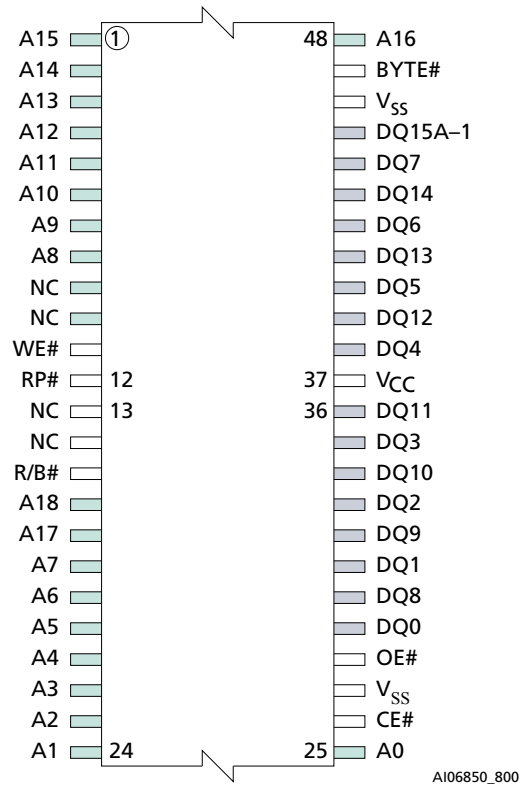 A15 ① 48 A16
A14 BYTE#
A13 VSS
A12 DQ15A–1
A11 DQ7
A10 DQ14
A9 DQ6
A8 DQ13
NC DQ5
NC DQ12
WE# DQ4
RP# 12 37 VCC
NC 13 36 DQ11
NC DQ3
R/B# DQ10
A18 DQ2
A17 DQ9
A7 DQ1
A6 DQ8
A5 DQ0
A4 OE#
A3 VSS
A2 CE#
A1 24 25 A0
AI06850_800